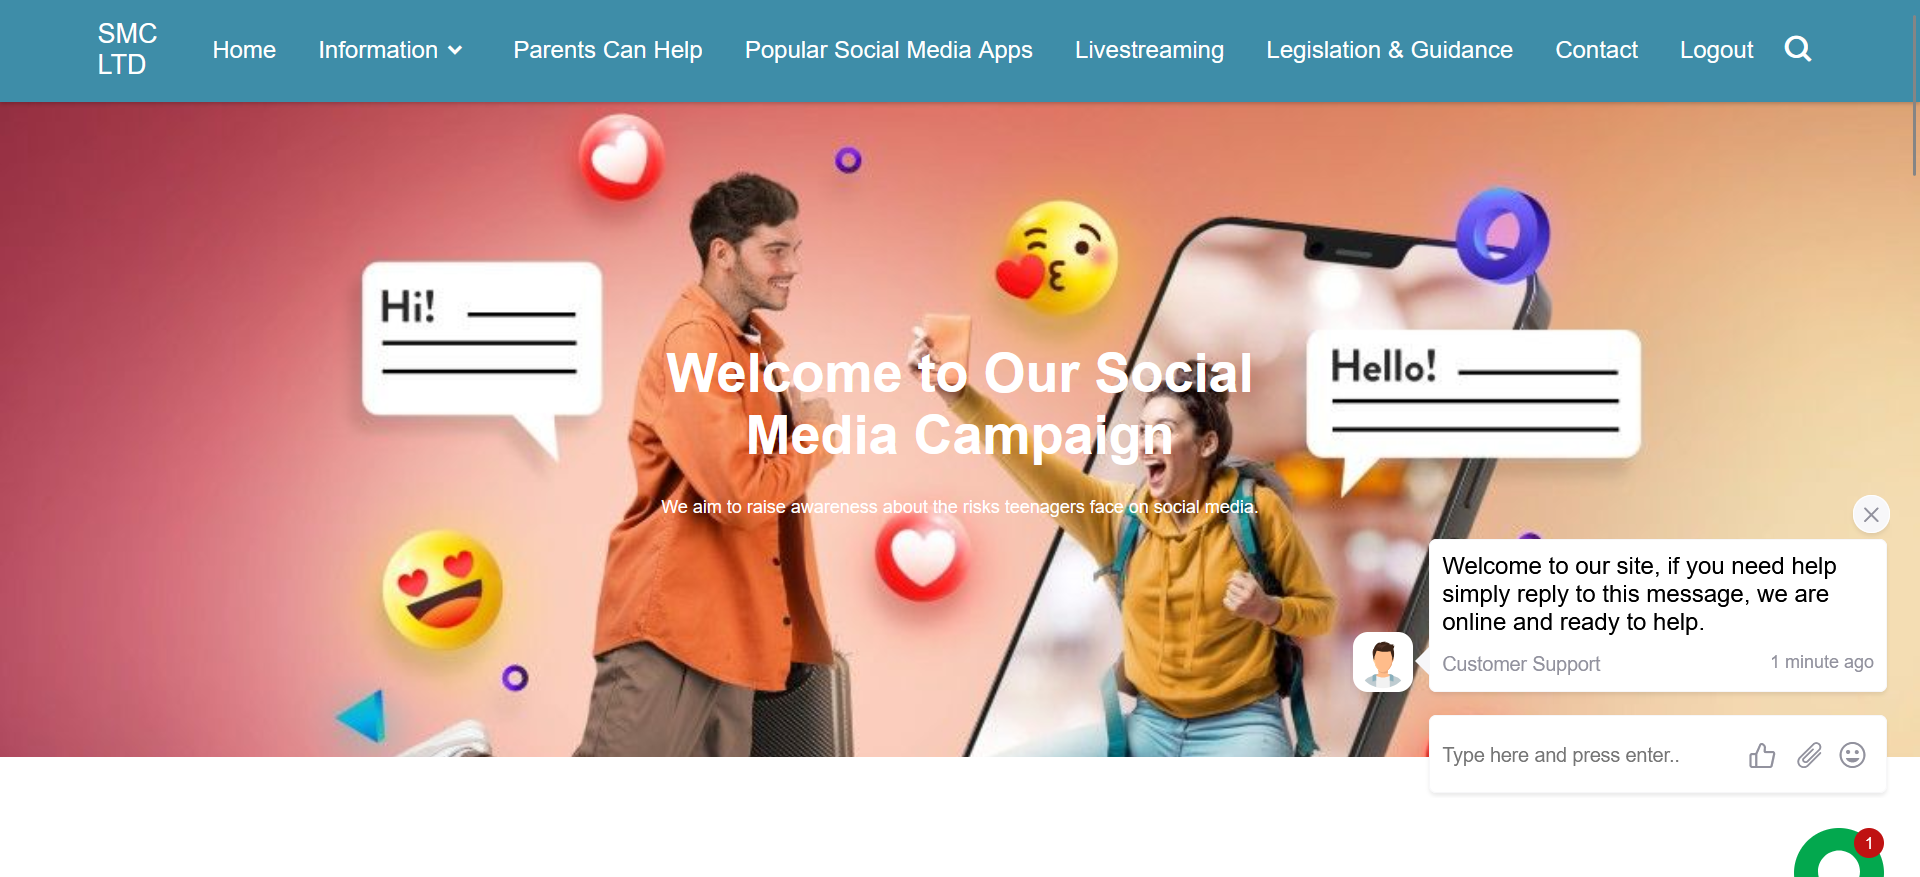 SMC
LTD
Home
Information
Parents Can Help
Popular Social Media Apps
Livestreaming
Legislation & Guidance
Contact
Logout
Hi!
Hello!
Welcome to Our Social
Media Campaign
We aim to raise awareness about the risks teenagers face on social media.
Welcome to our site, if you need help
simply reply to this message, we are
online and ready to help.
Customer Support
1 minute ago
Type here and press enter..
1